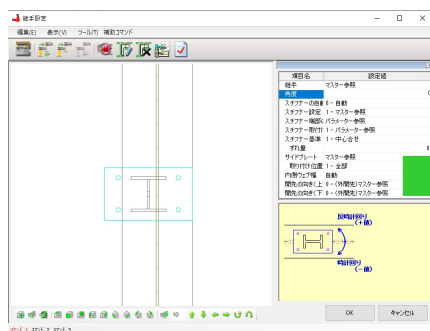 継手設定
編集(E) 表示(V) ツール(T) 補助コマンド
項目名 設定値
継手 マスター参照
角度
スチフナーの自動 0 - 自動
スチフナー設定 1 - マスター参照
スチフナー端部 パラメーター参照
スチフナー取付け 1 - パラメーター参照
スチフナー基準 1 - 中心合せ
ずれ量
サイドプレート マスター参照
取り付け位置 1 - 全部
内側ウェブ幅 自動
開先の向き(上 0 - (外開先)マスター参照
開先の向き(下 0 - (外開先)マスター参照
反時計回り
(+値)
時計回り
(-値)
10
OK キャンセル